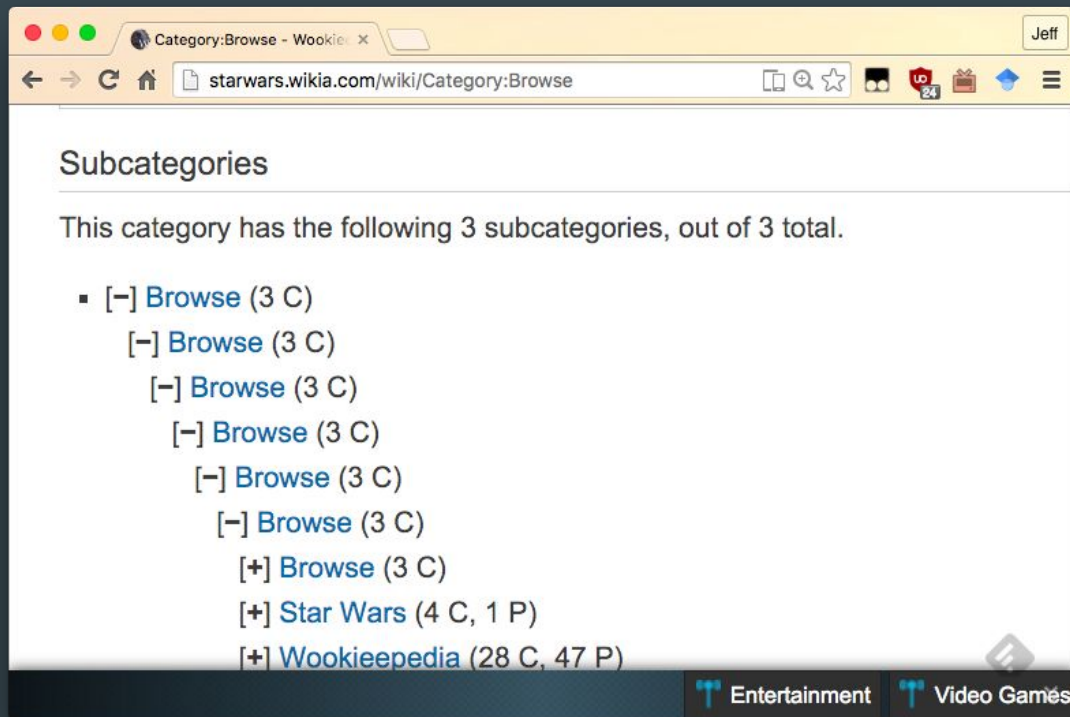 Category:Browse - Wookie
Jeff
starwars.wikia.com/wiki/Category:Browse
24
Subcategories
This category has the following 3 subcategories, out of 3 total.
[−] Browse (3 C)
[−] Browse (3 C)
[−] Browse (3 C)
[−] Browse (3 C)
[−] Browse (3 C)
[−] Browse (3 C)
[+] Browse (3 C)
[+] Star Wars (4 C, 1 P)
[+] Wookieepedia (28 C, 47 P)
Entertainment Video Games